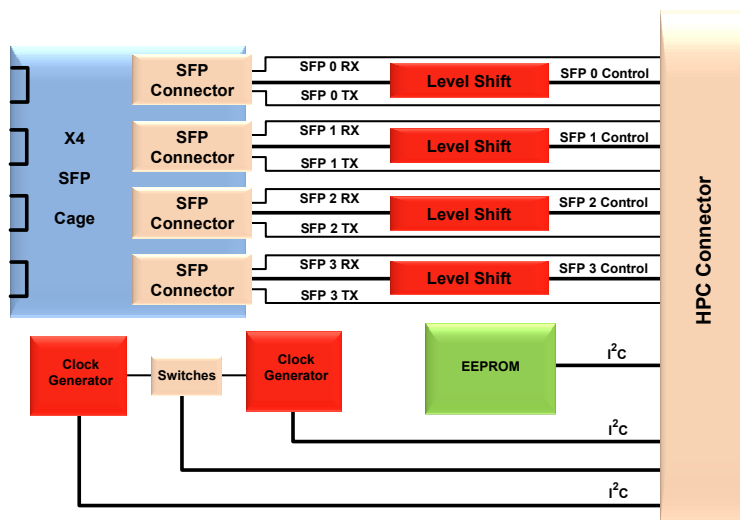 X4
SFP
Cage
SFP
Connector
SFP 0 RX
SFP 0 TX
Level Shift
SFP 0 Control
SFP
Connector
SFP 1 RX
SFP 1 TX
Level Shift
SFP 1 Control
SFP
Connector
SFP 2 RX
SFP 2 TX
Level Shift
SFP 2 Control
SFP
Connector
SFP 3 RX
SFP 3 TX
Level Shift
SFP 3 Control
HPC Connector
Clock
Generator
Switches
Clock
Generator
EEPROM
I²C
I²C
I²C